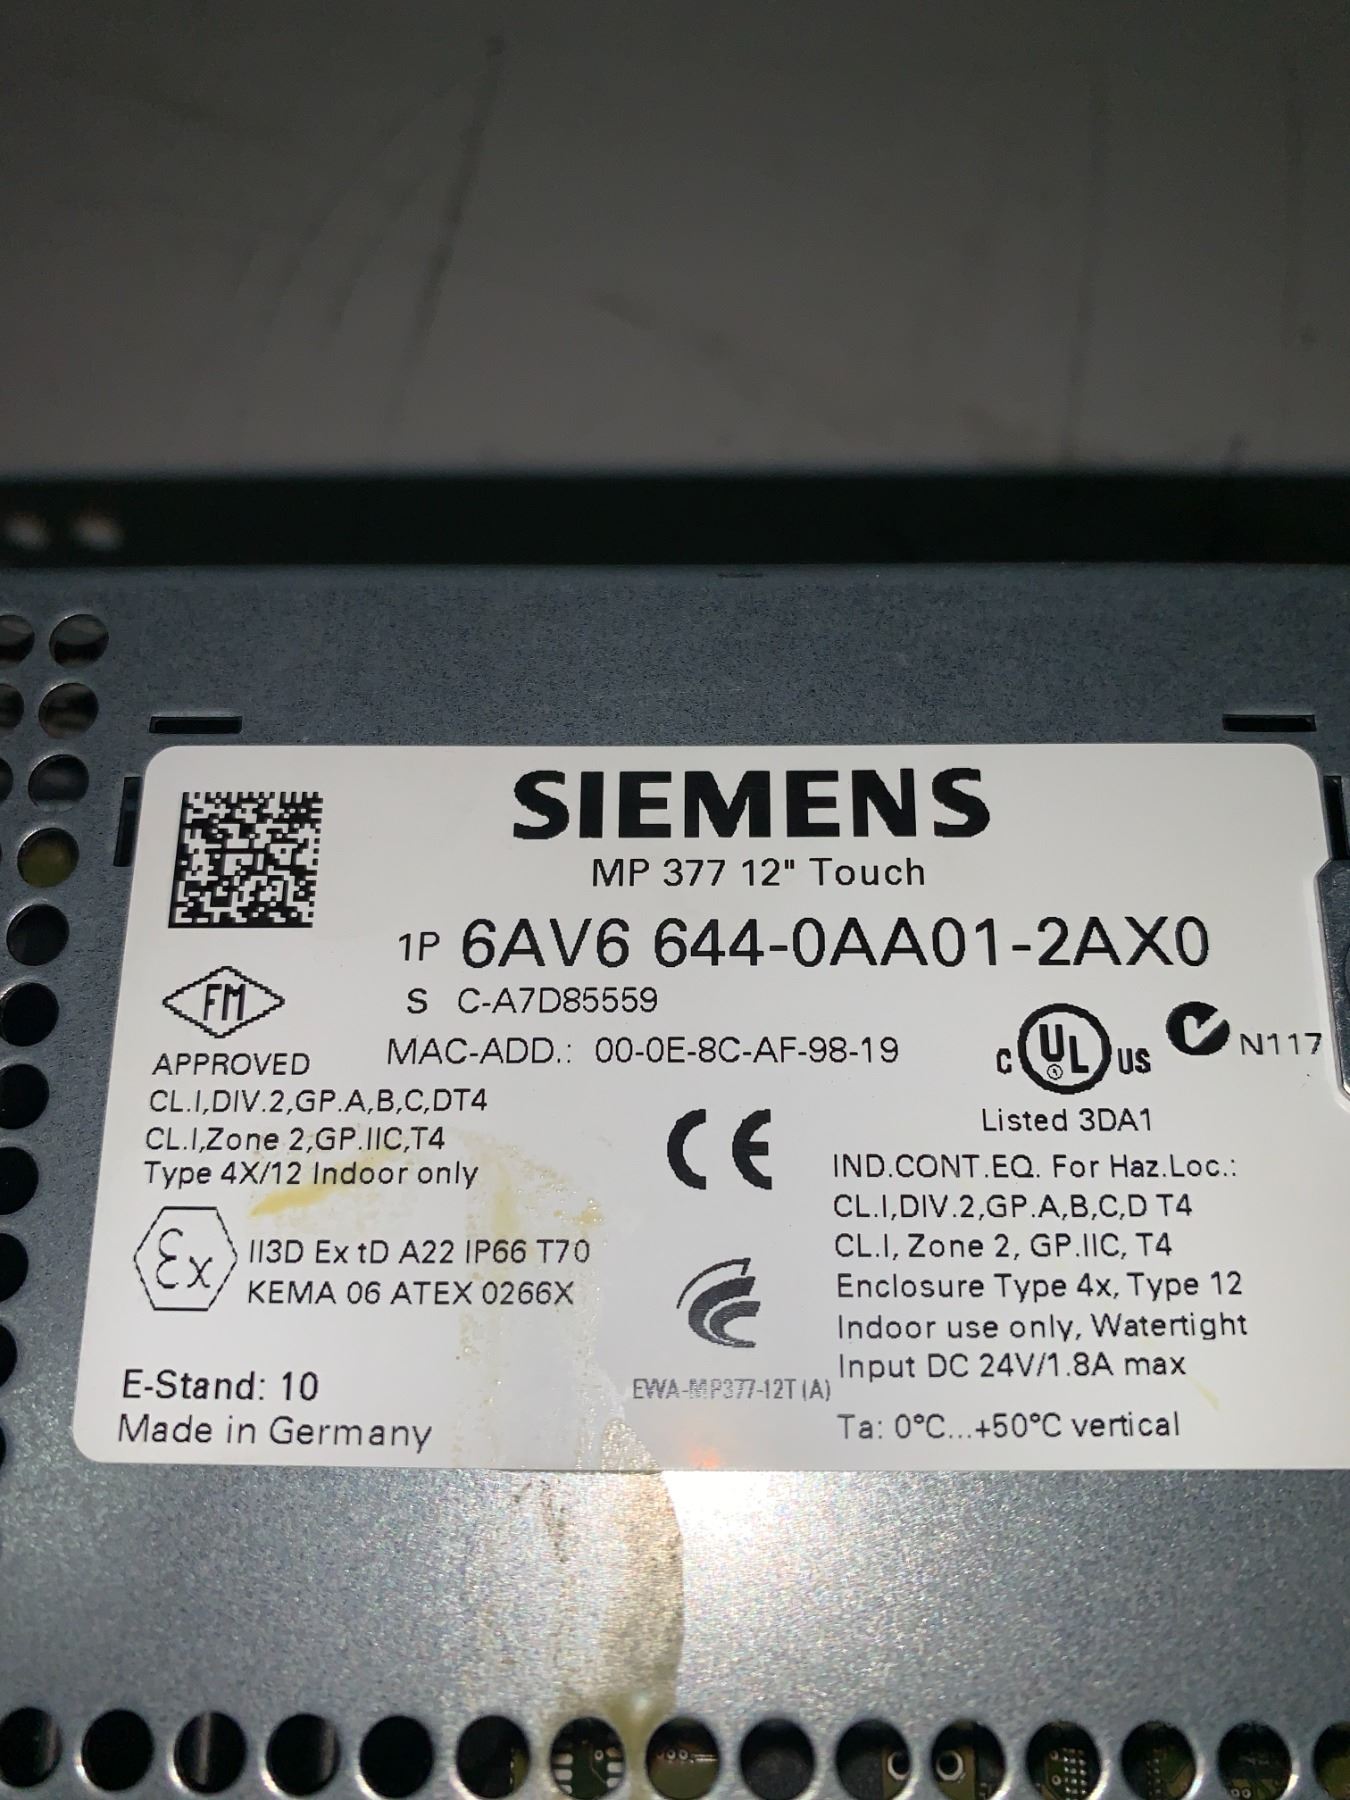 SIEMENS
MP 377 12" Touch
1P 6AV6 644-0AA01-2AX0
S C-A7D85559
MAC-ADD.: 00-0E-8C-AF-98-19
FM
APPROVED
CL.I,DIV.2,GP.A,B,C,DT4
CL.I,Zone 2,GP.IIC,T4
Type 4X/12 Indoor only
C UL US
N117
Listed 3DA1
CE
IND.CONT.EQ. For Haz.Loc.:
CL.I,DIV.2,GP.A,B,C,D T4
CL.I, Zone 2, GP.IIC, T4
Enclosure Type 4x, Type 12
Indoor use only, Watertight
Input DC 24V/1.8A max
Ta: 0°C...+50°C vertical
Ex
II3D Ex tD A22 IP66 T70
KEMA 06 ATEX 0266X
EWA-MP377-12T(A)
E-Stand: 10
Made in Germany